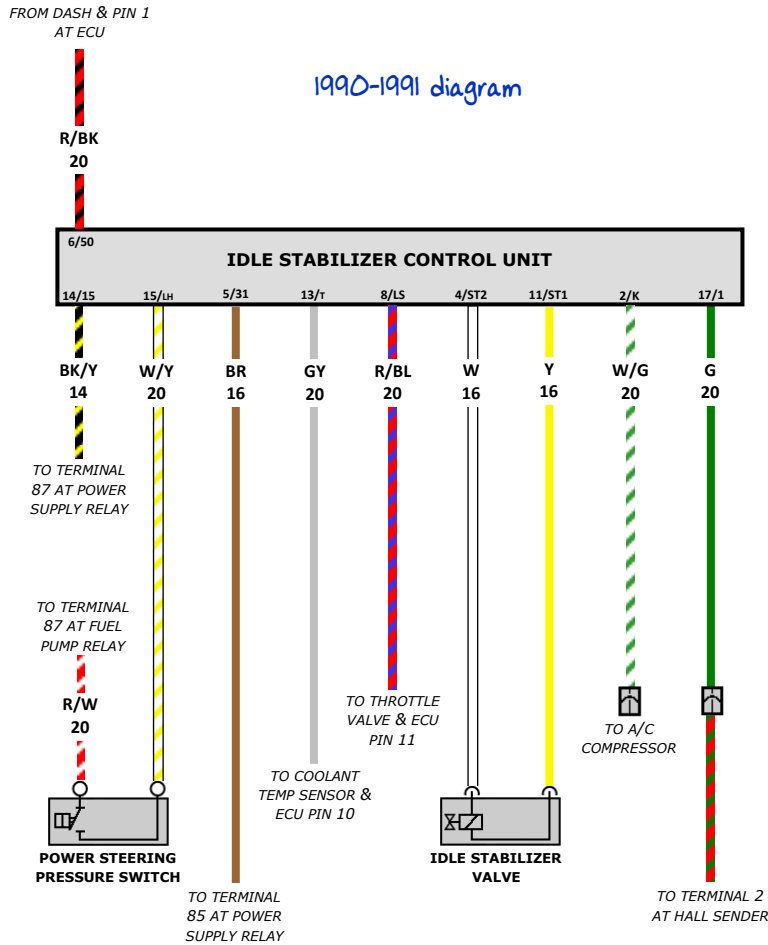 FROM DASH & PIN 1
AT ECU
1990-1991 diagram
R/BK
20
6/50
IDLE STABILIZER CONTROL UNIT
14/15 15/LH 5/31 13/T 8/LS 4/ST2 11/ST1 2/K 17/1
BK/Y W/Y BR GY R/BL W Y W/G G
14 20 16 20 20 16 16 20 20
TO TERMINAL
87 AT POWER
SUPPLY RELAY
TO TERMINAL
87 AT FUEL
PUMP RELAY
R/W
20
TO THROTTLE
VALVE & ECU
PIN 11
TO A/C
COMPRESSOR
TO COOLANT
TEMP SENSOR &
ECU PIN 10
POWER STEERING
PRESSURE SWITCH
IDLE STABILIZER
VALVE
TO TERMINAL
85 AT POWER
SUPPLY RELAY
TO TERMINAL 2
AT HALL SENDER